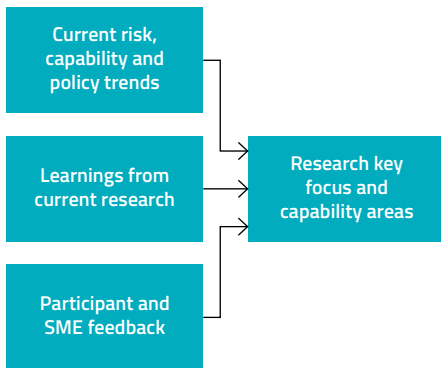 Current risk,
capability and
policy trends
Learnings from
current research
Participant and
SME feedback
Research key
focus and
capability areas